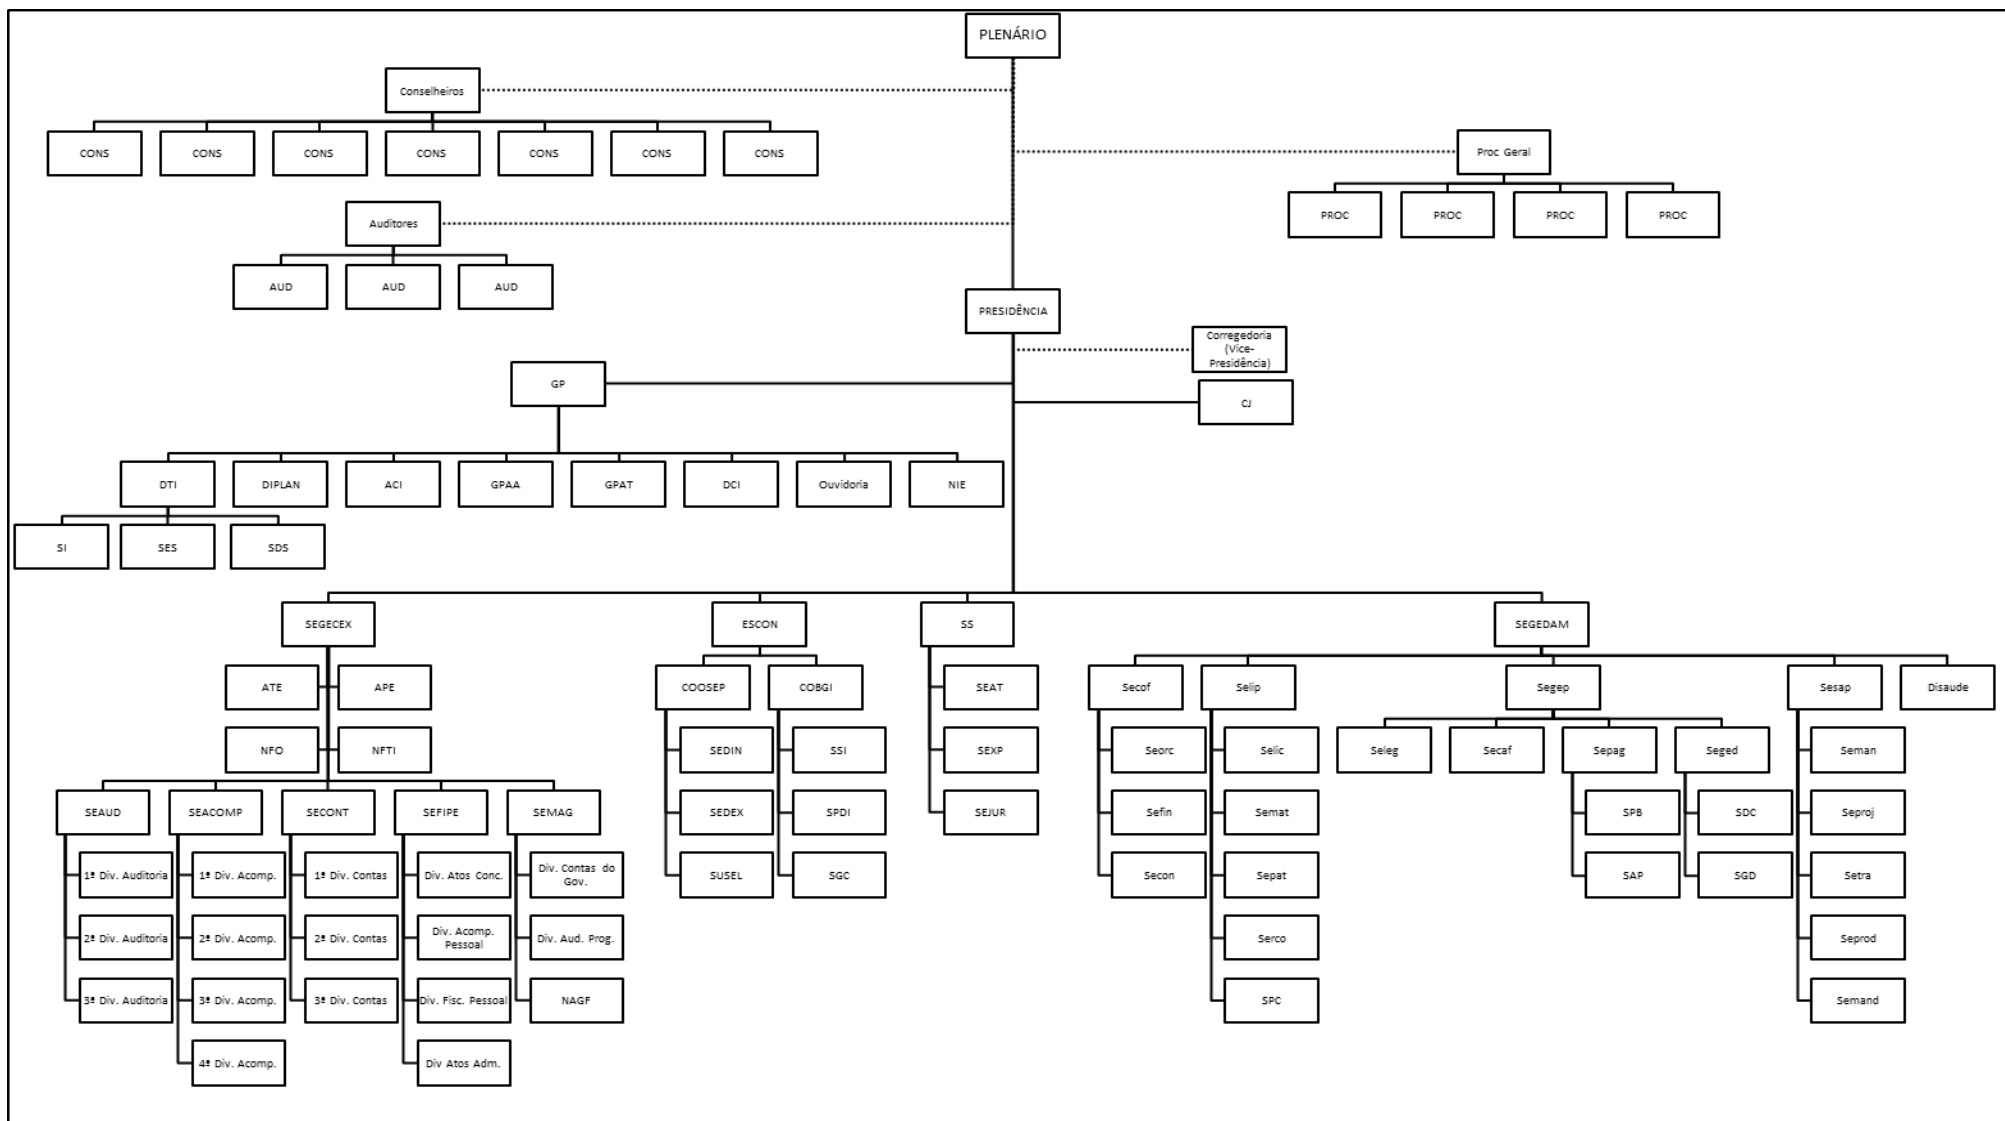 PLENÁRIO
Conselheiros
CONS
CONS
CONS
CONS
CONS
CONS
CONS
Proc Geral
PROC
PROC
PROC
PROC
Auditores
AUD
AUD
AUD
PRESIDÊNCIA
Corregedoria
(Vice-
Presidência)
GP
CJ
DTI
DIPLAN
ACI
GPAA
GPAT
DCI
Ouvidoria
NIE
SI
SES
SDS
SEGECEX
ESCON
SS
SEGEDAM
ATE
APE
NFO
NFTI
SEAUD
SEACOMP
SECONT
SEFIPE
SEMAG
1ª Div. Auditoria
2ª Div. Auditoria
3ª Div. Auditoria
1ª Div. Acomp.
2ª Div. Acomp.
3ª Div. Acomp.
4ª Div. Acomp.
1ª Div. Contas
2ª Div. Contas
3ª Div. Contas
Div. Atos Conc.
Div. Acomp.
Pessoal
Div. Fisc. Pessoal
Div Atos Adm.
Div. Contas do
Gov.
Div. Aud. Prog.
NAGF
COOSEP
COBGI
SEDIN
SEDEX
SUSEL
SSI
SPDI
SGC
SEAT
SEXP
SEJUR
Secof
Selip
Segep
Sesap
Disaude
Seorc
Sefin
Secon
Selic
Semat
Sepat
Serco
SPC
Seleg
Secaf
Sepag
Seged
SPB
SAP
SDC
SGD
Seman
Seproj
Setra
Seprod
Semand